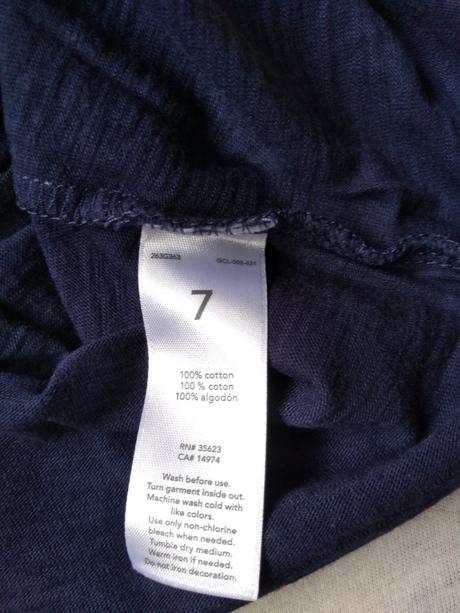 263G363
GCL-003-431
7
100% cotton
100 % coton
100% algodón
RN# 35623
CA# 14974
Wash before use.
Turn garment inside out.
Machine wash cold with
like colors.
Use only non-chlorine
bleach when needed.
Tumble dry medium.
Warm iron if needed.
Do not iron decoration.